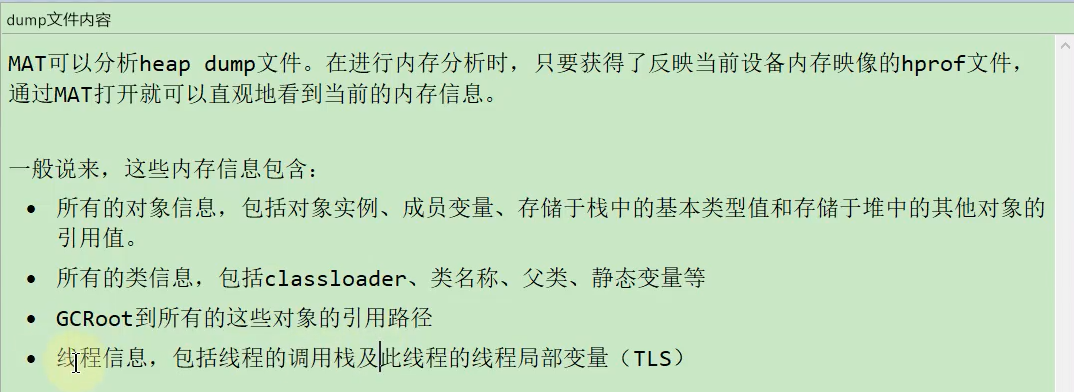 dump文件内容
MAT可以分析heap dump文件。在进行内存分析时，只要获得了反映当前设备内存映像的hprof文件，
通过MAT打开就可以直观地看到当前的内存信息。
一般说来，这些内存信息包含：
• 所有的对象信息，包括对象实例、成员变量、存储于栈中的基本类型值和存储于堆中的其他对象的
引用值。
• 所有的类信息，包括classloader、类名称、父类、静态变量等
• GCRoot到所有的这些对象的引用路径
• 线程信息，包括线程的调用栈及此线程的线程局部变量（TLS）